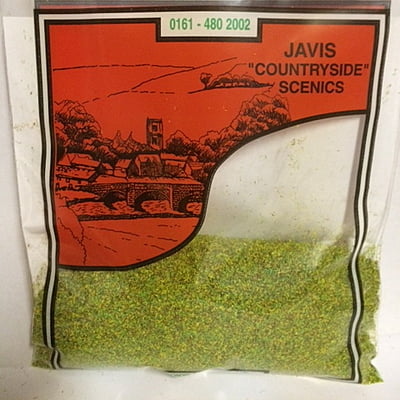 0161 - 480 2002
JAVIS
"COUNTRYSIDE"
SCENICS